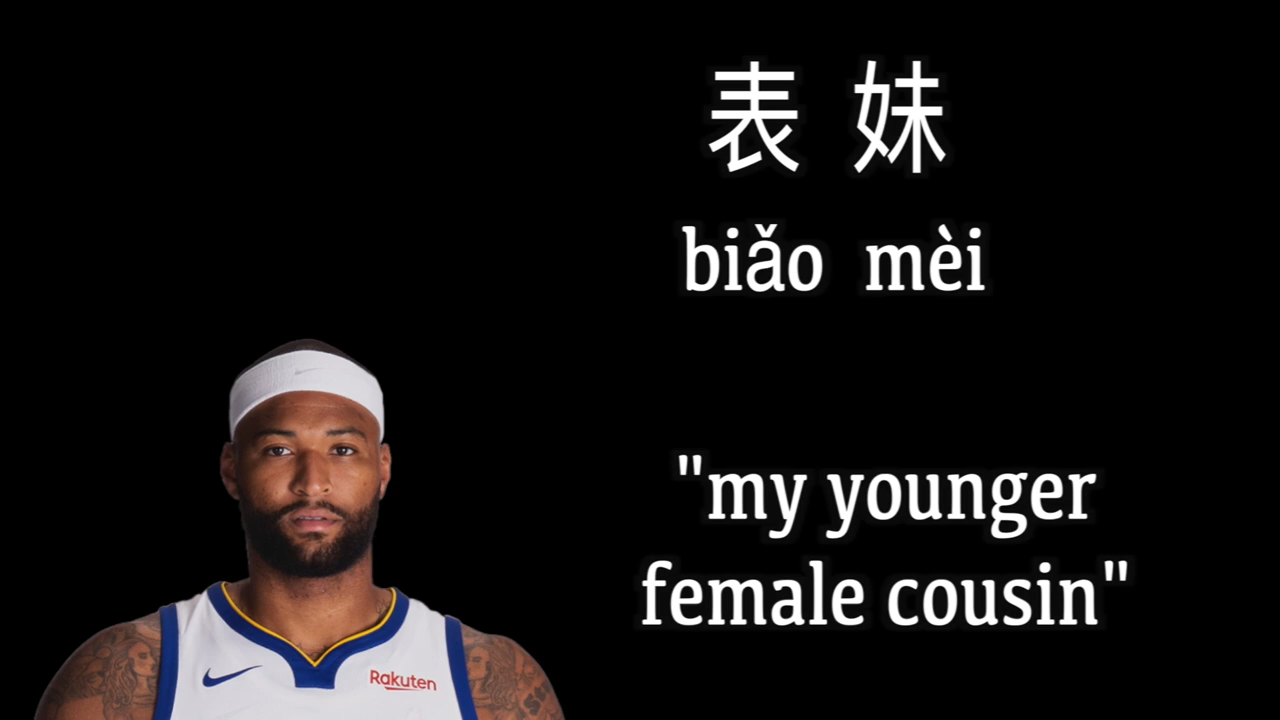 表 妹
biǎo mèi
"my younger
female cousin"
Rakuten